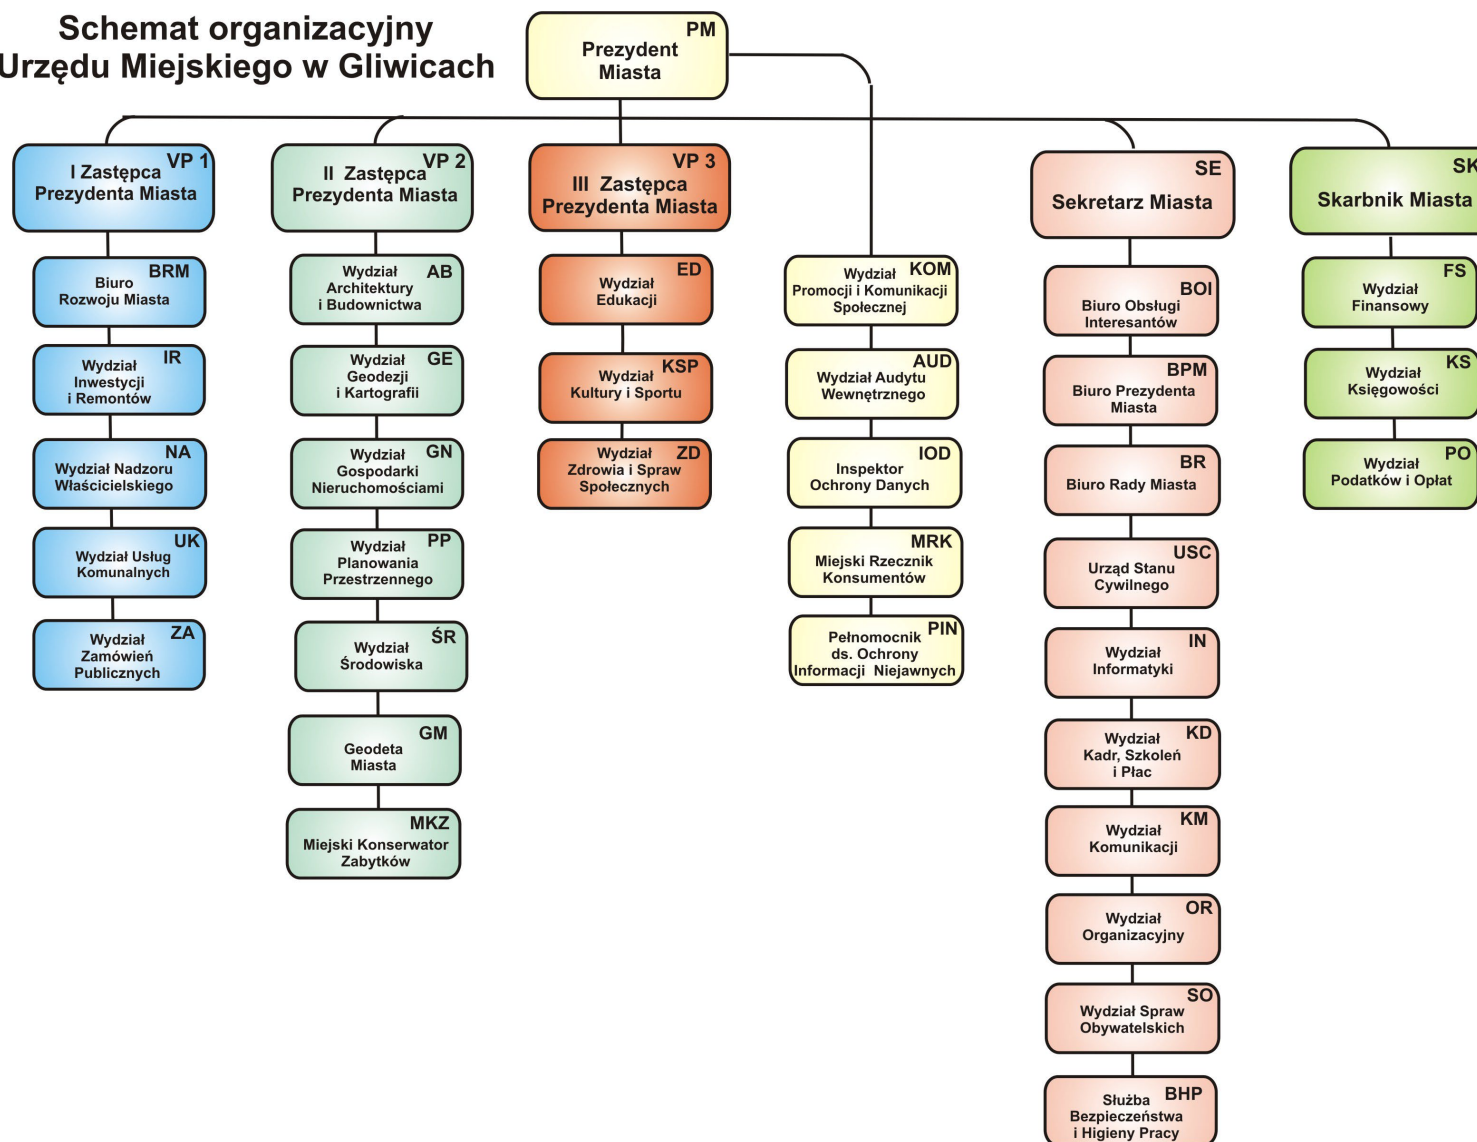 Schemat organizacyjny
Urzędu Miejskiego w Gliwicach
PM
Prezydent
Miasta
VP 1
I Zastępca
Prezydenta Miasta
BRM
Biuro
Rozwoju Miasta
IR
Wydział
Inwestycji
i Remontów
NA
Wydział Nadzoru
Właścicielskiego
UK
Wydział Usług
Komunalnych
ZA
Wydział
Zamówień
Publicznych
VP 2
II Zastępca
Prezydenta Miasta
AB
Wydział
Architektury
i Budownictwa
GE
Wydział
Geodezji
i Kartografii
GN
Wydział
Gospodarki
Nieruchomościami
PP
Wydział
Planowania
Przestrzennego
ŚR
Wydział
Środowiska
GM
Geodeta
Miasta
MKZ
Miejski Konserwator
Zabytków
VP 3
III Zastępca
Prezydenta Miasta
ED
Wydział
Edukacji
KSP
Wydział
Kultury i Sportu
ZD
Wydział
Zdrowia i Spraw
Społecznych
KOM
Wydział
Promocji i Komunikacji
Społecznej
AUD
Wydział Audytu
Wewnętrznego
IOD
Inspektor
Ochrony Danych
MRK
Miejski Rzecznik
Konsumentów
PIN
Pełnomocnik
ds. Ochrony
Informacji Niejawnych
SE
Sekretarz Miasta
BOI
Biuro Obsługi
Interesantów
BPM
Biuro Prezydenta
Miasta
BR
Biuro Rady Miasta
USC
Urząd Stanu
Cywilnego
IN
Wydział
Informatyki
KD
Wydział
Kadr, Szkoleń
i Płac
KM
Wydział
Komunikacji
OR
Wydział
Organizacyjny
SO
Wydział Spraw
Obywatelskich
BHP
Służba
Bezpieczeństwa
i Higieny Pracy
SK
Skarbnik Miasta
FS
Wydział
Finansowy
KS
Wydział
Księgowości
PO
Wydział
Podatków i Opłat